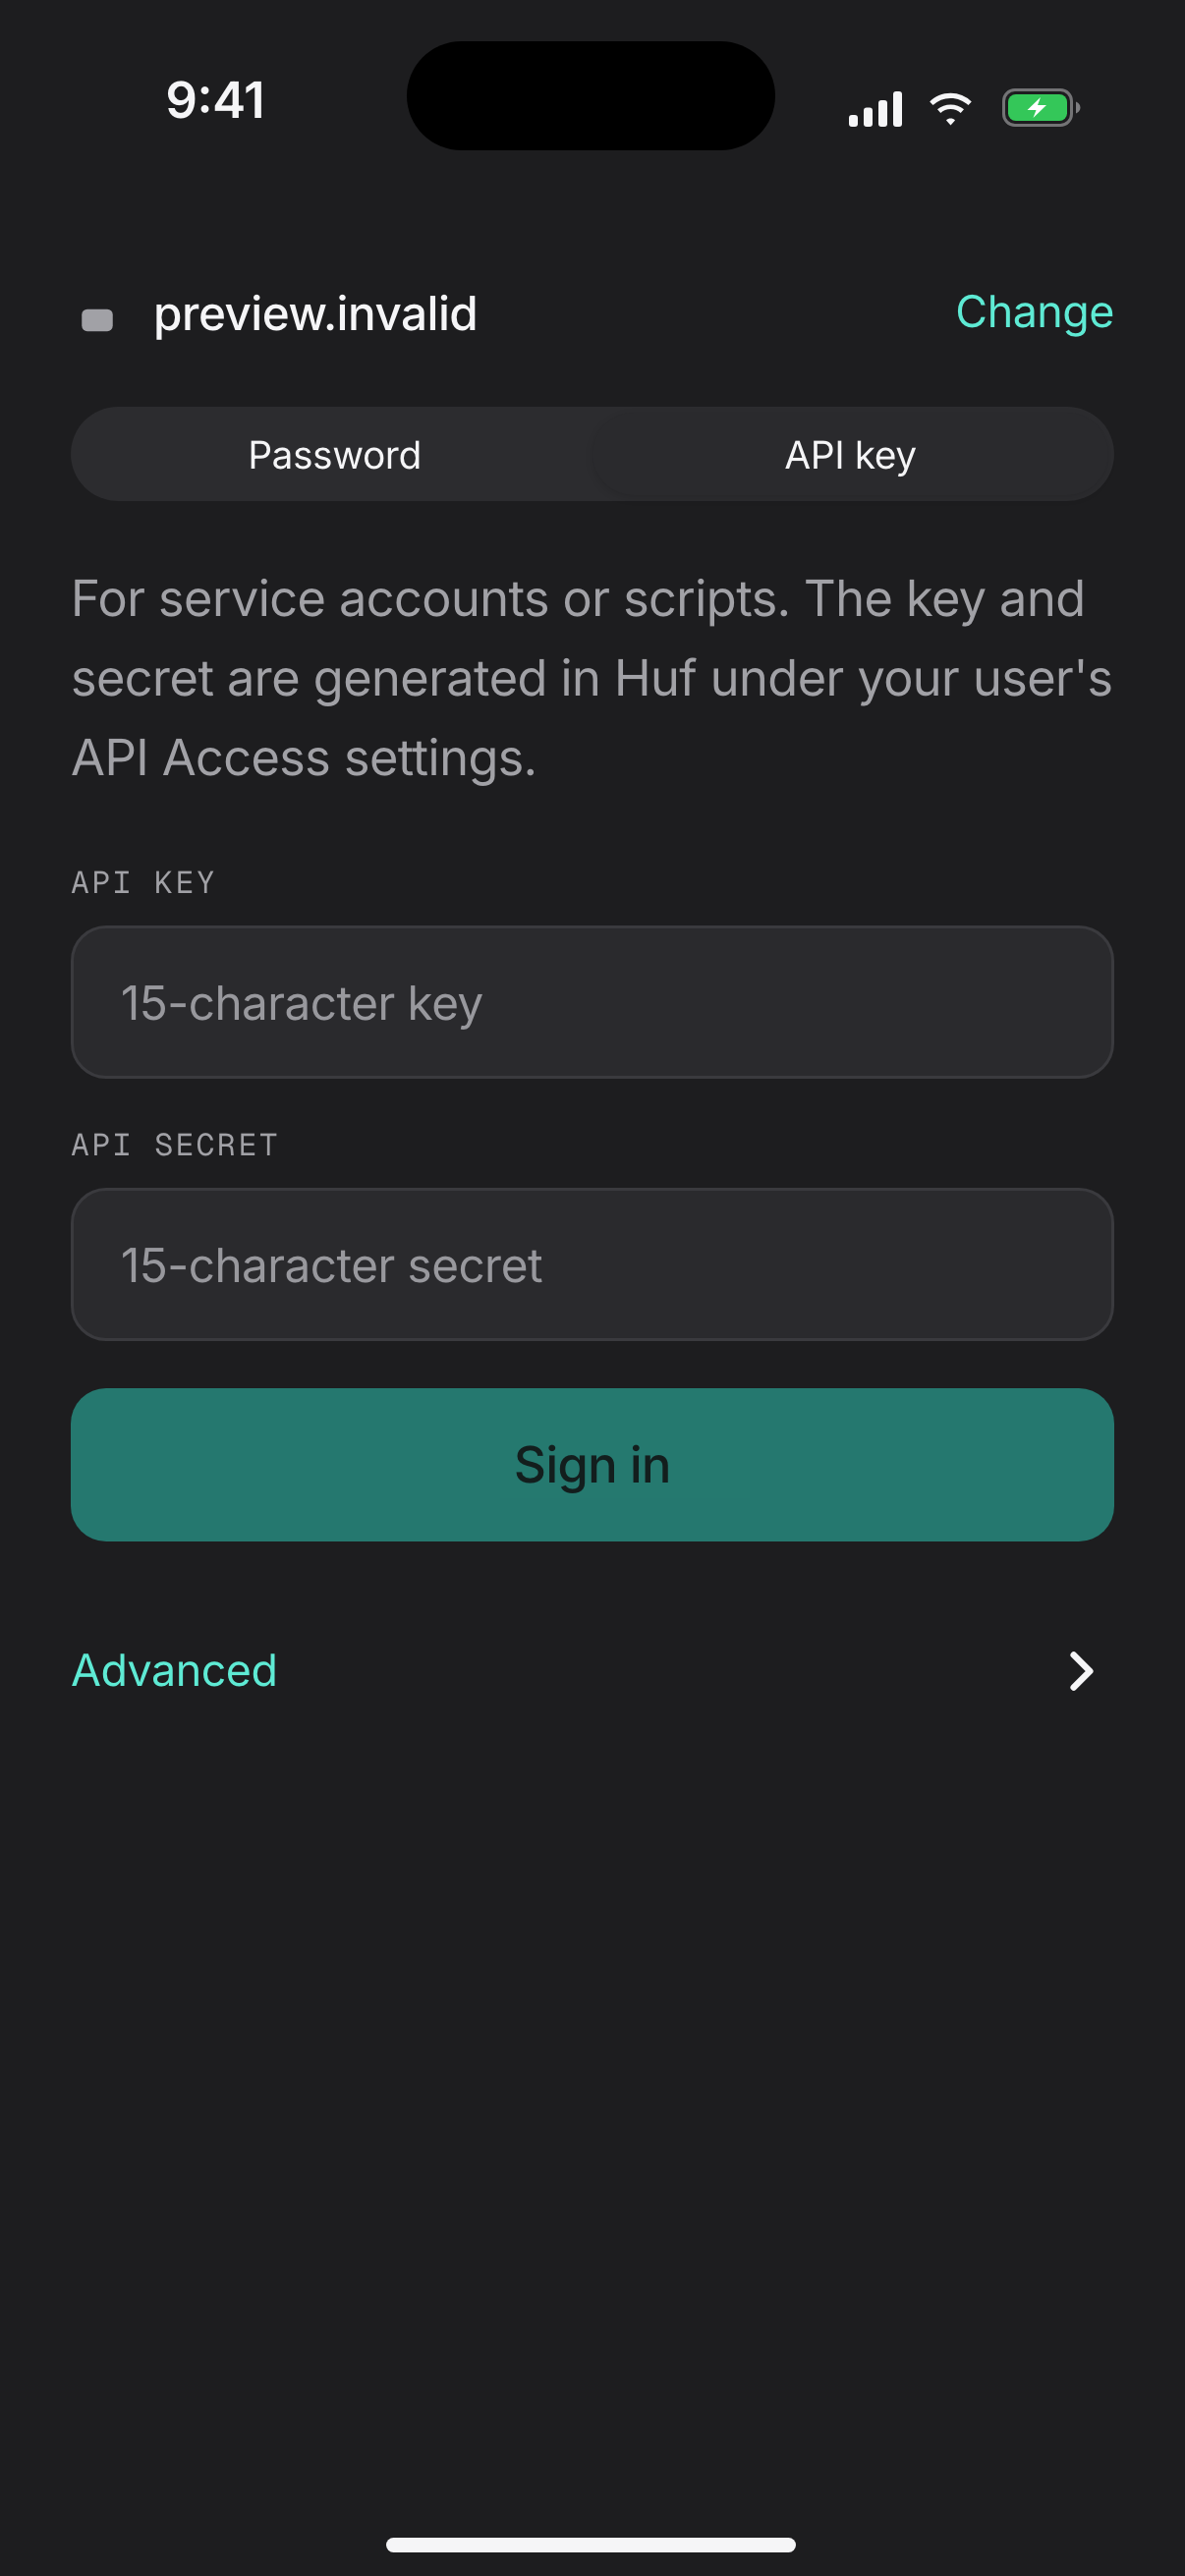 9:41
preview.invalid
Change
Password
API key
For service accounts or scripts. The key and
secret are generated in Huf under your user's
API Access settings.
API KEY
15-character key
API SECRET
15-character secret
Sign in
Advanced